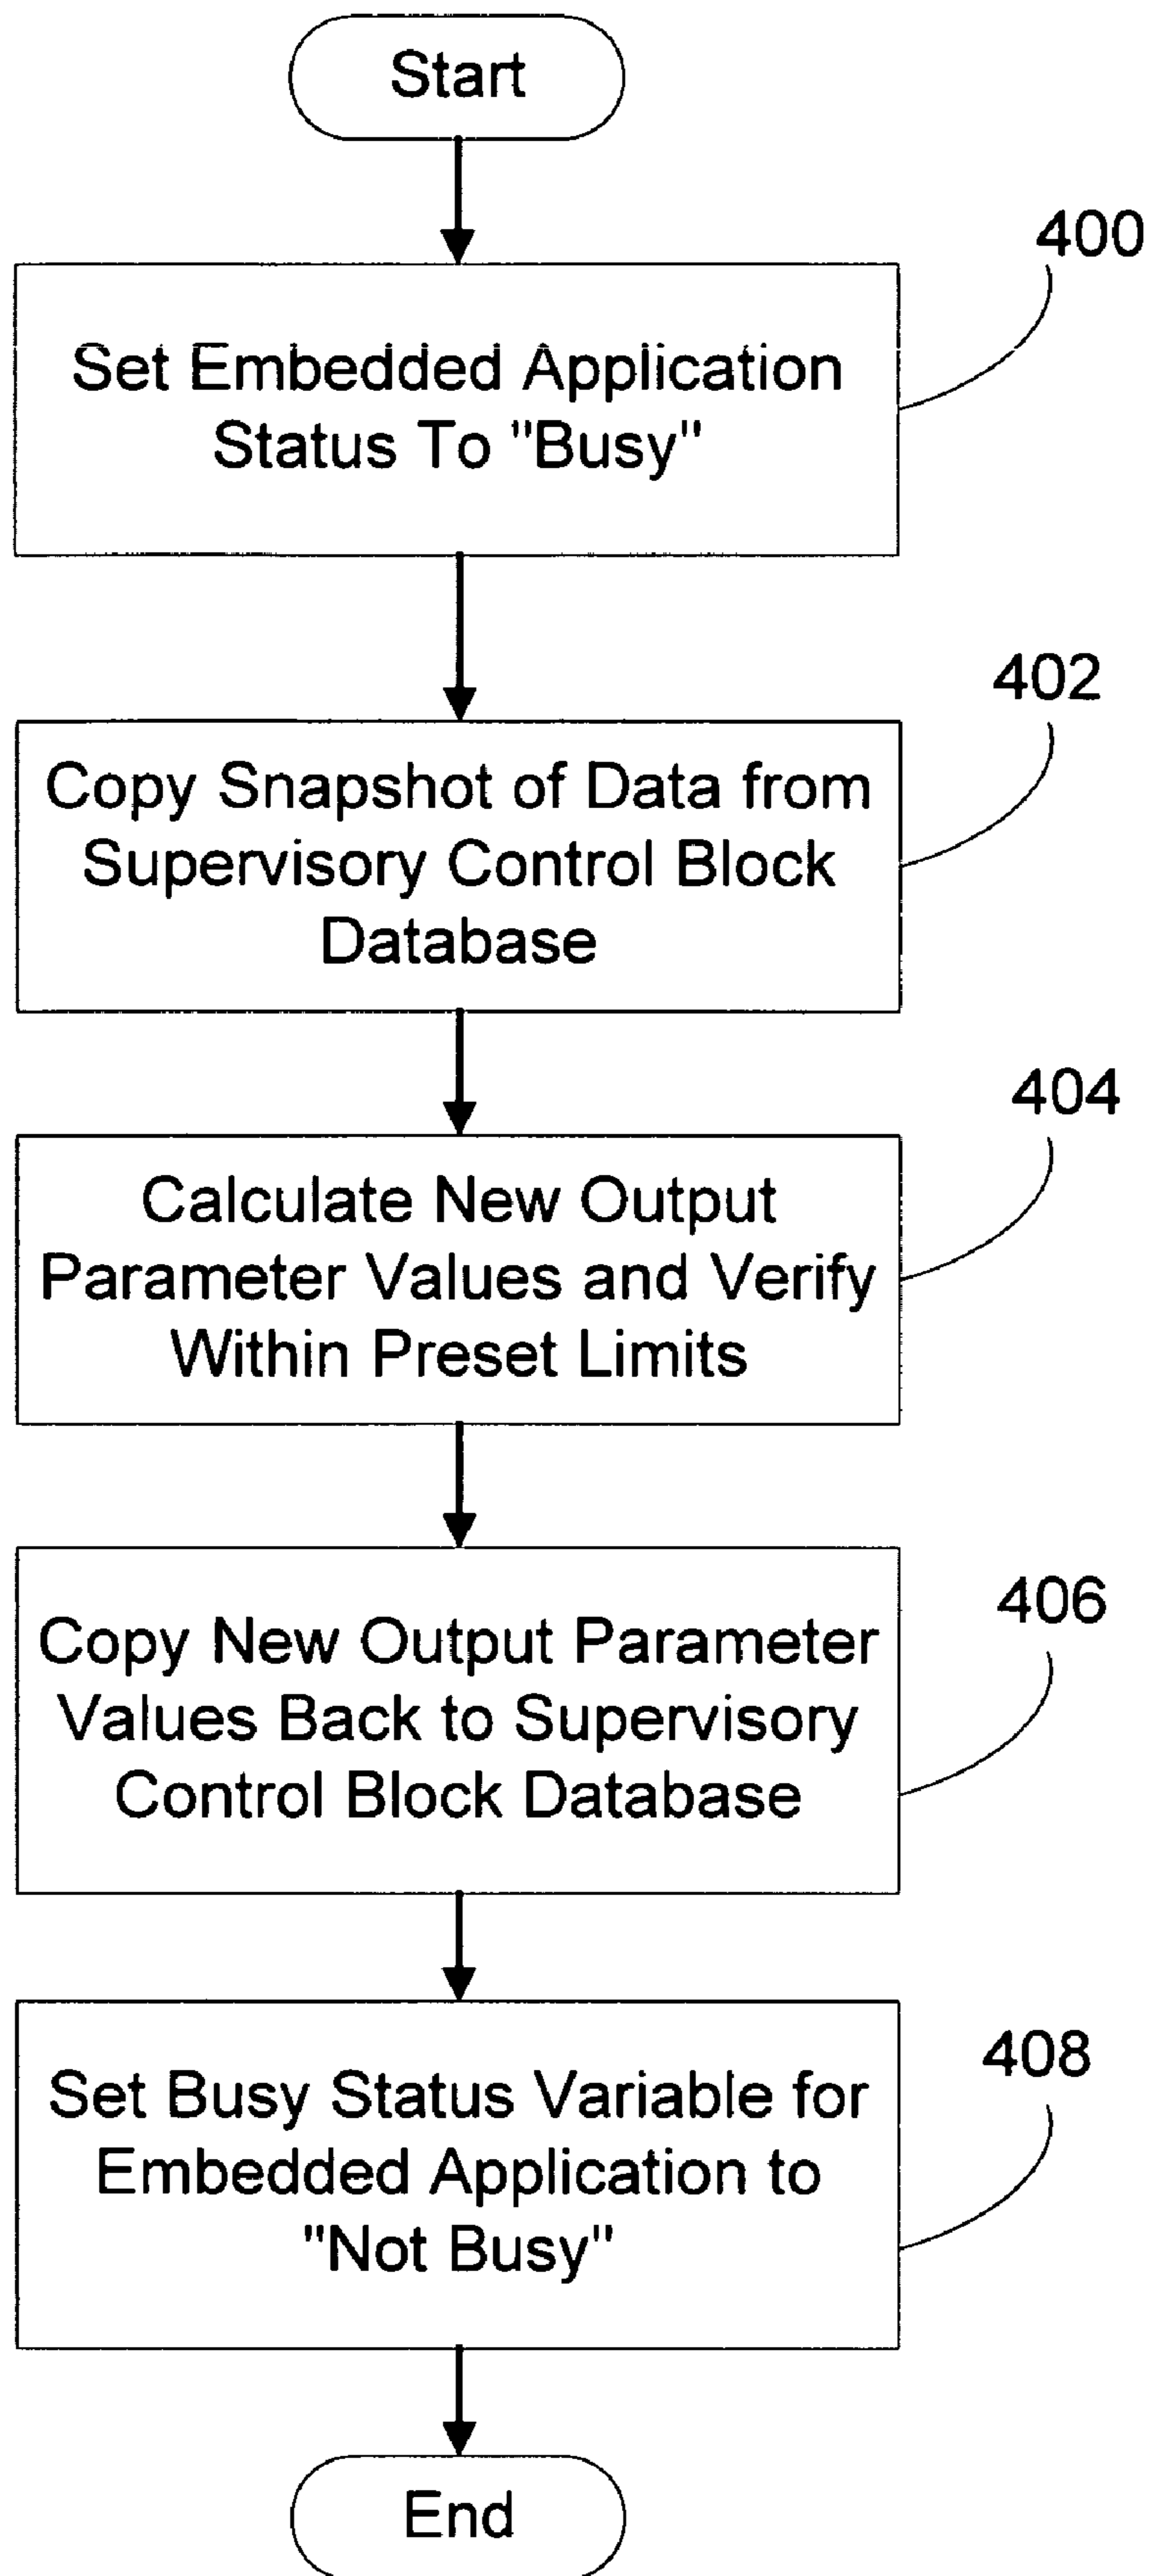 Start
400
Set Embedded Application
Status To "Busy"
402
Copy Snapshot of Data from
Supervisory Control Block
Database
404
Calculate New Output
Parameter Values and Verify
Within Preset Limits
406
Copy New Output Parameter
Values Back to Supervisory
Control Block Database
408
Set Busy Status Variable for
Embedded Application to
"Not Busy"
End